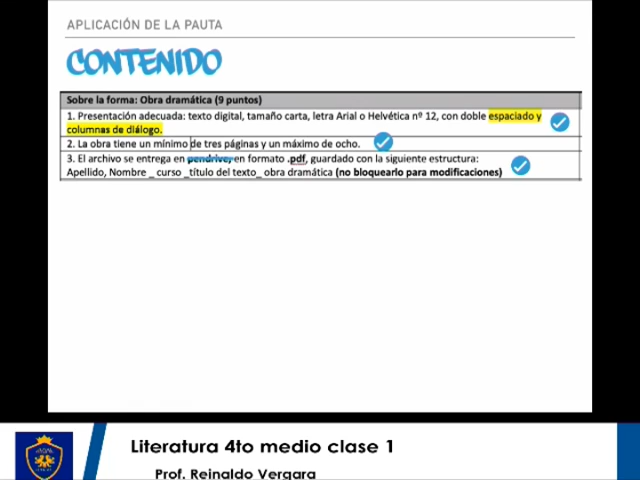 APLICACIÓN DE LA PAUTA
CONTENIDO
Sobre la forma: Obra dramática (9 puntos)
1. Presentación adecuada: texto digital, tamaño carta, letra Arial o Helvética nº 12, con doble espaciado y
columnas de diálogo.
2. La obra tiene un mínimo de tres páginas y un máximo de ocho.
3. El archivo se entrega en pendrive, en formato .pdf, guardado con la siguiente estructura:
Apellido, Nombre _ curso _título del texto_ obra dramática (no bloquearlo para modificaciones)
Literatura 4to medio clase 1
Prof. Reinaldo Vergara